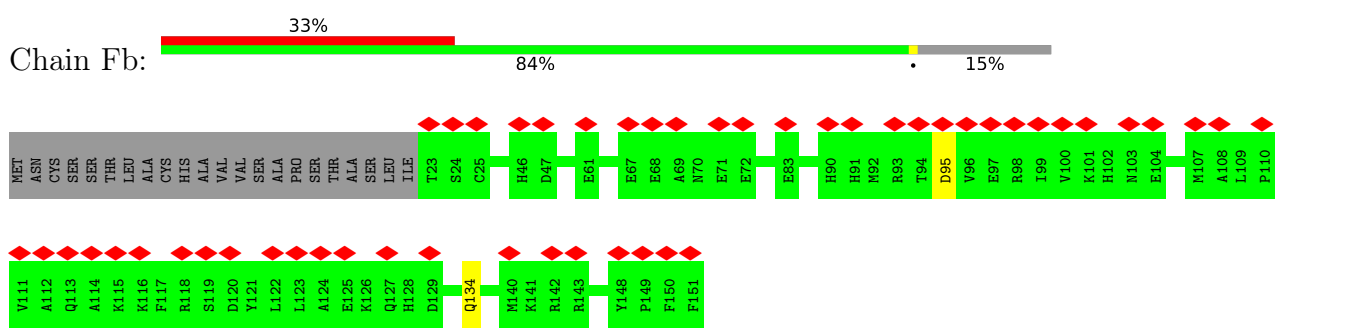 33%
Chain Fb:
84% • 15%
MET ASN CYS SER SER THR LEU ALA CYS HIS ALA VAL VAL SER ALA PRO SER THR ALA SER LEU ILE T23 S24 C25 H46 D47 E61 E67 E68 A69 N70 E71 E72 E83 H90 H91 M92 R93 T94 D95 V96 E97 R98 I99 V100 K101 H102 N103 E104 M107 A108 L109 P110
V111 A112 Q113 A114 K115 K116 F117 R118 S119 D120 Y121 L122 L123 A124 E125 K126 Q127 H128 D129 Q134 M140 K141 R142 R143 Y148 P149 F150 F151